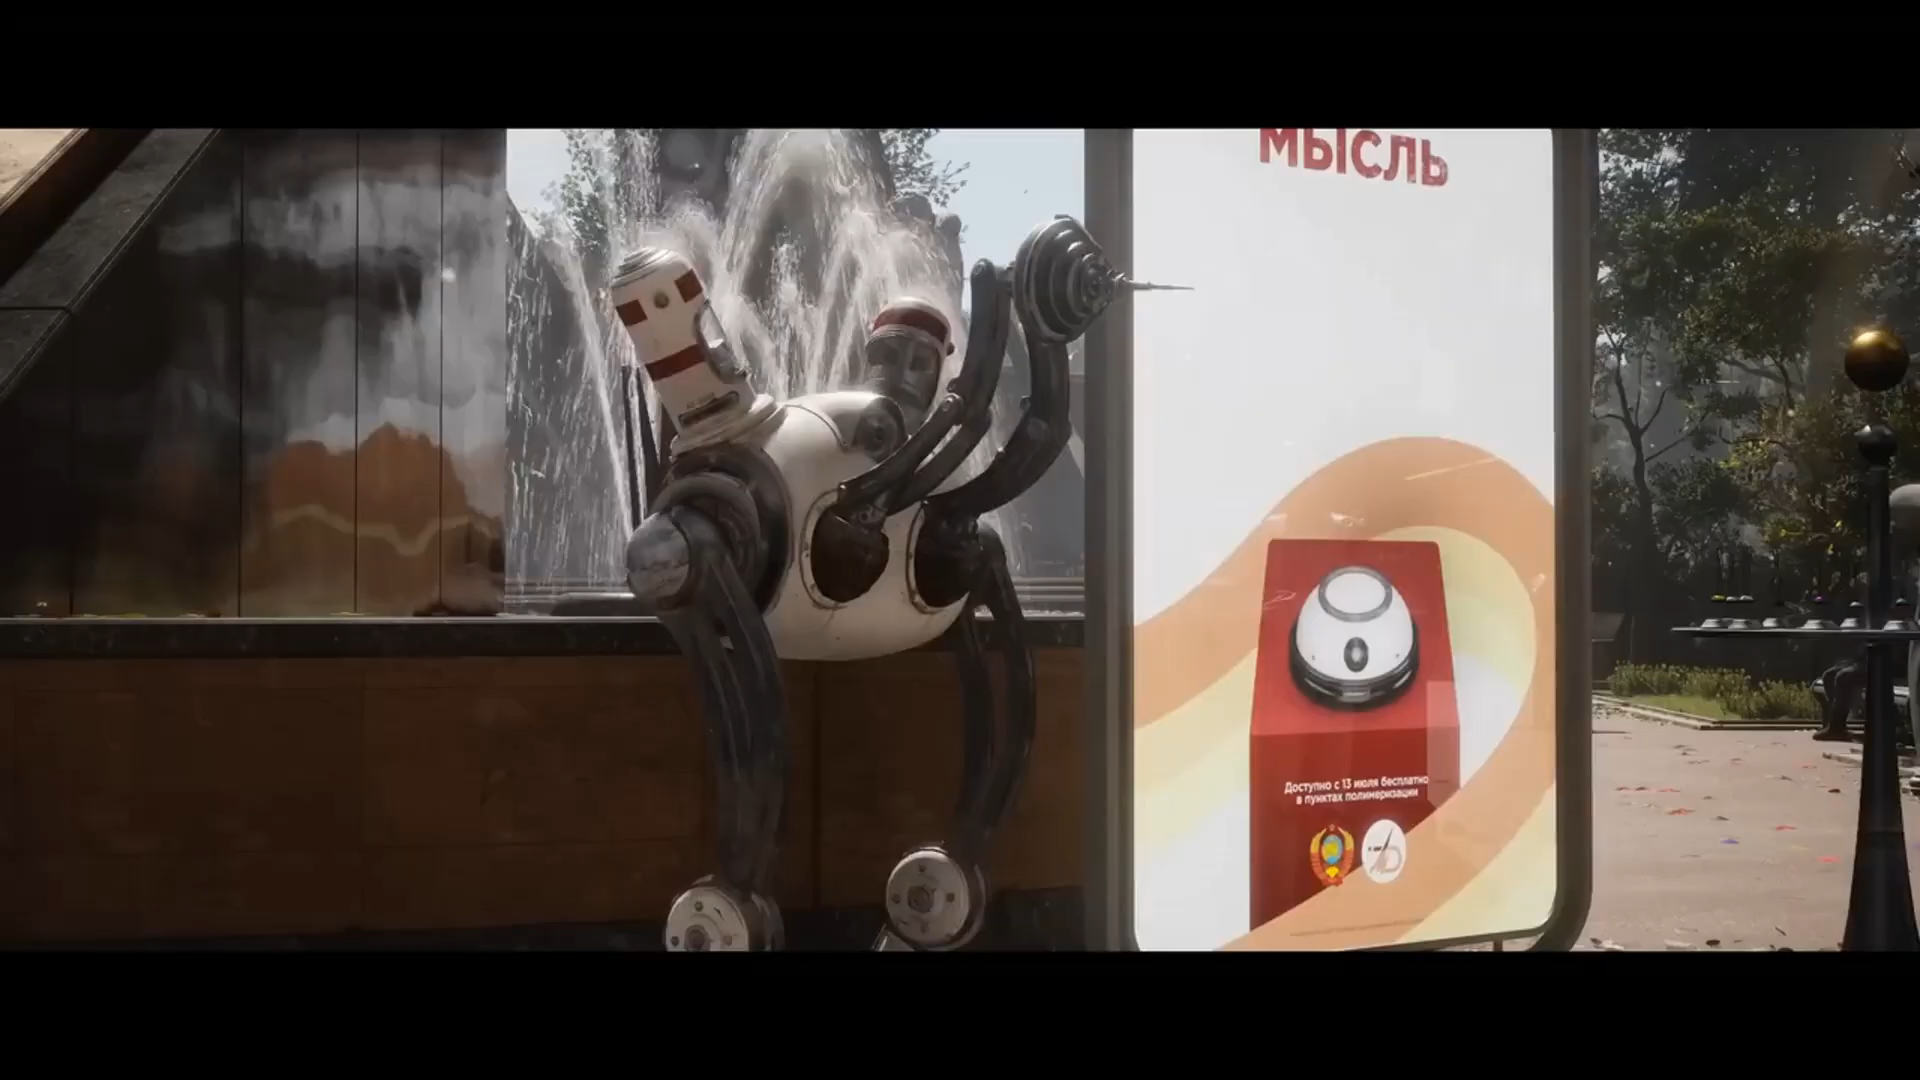 МЫСЛЬ
Доступно с 13 июля бесплатно
в пунктах полимеризации